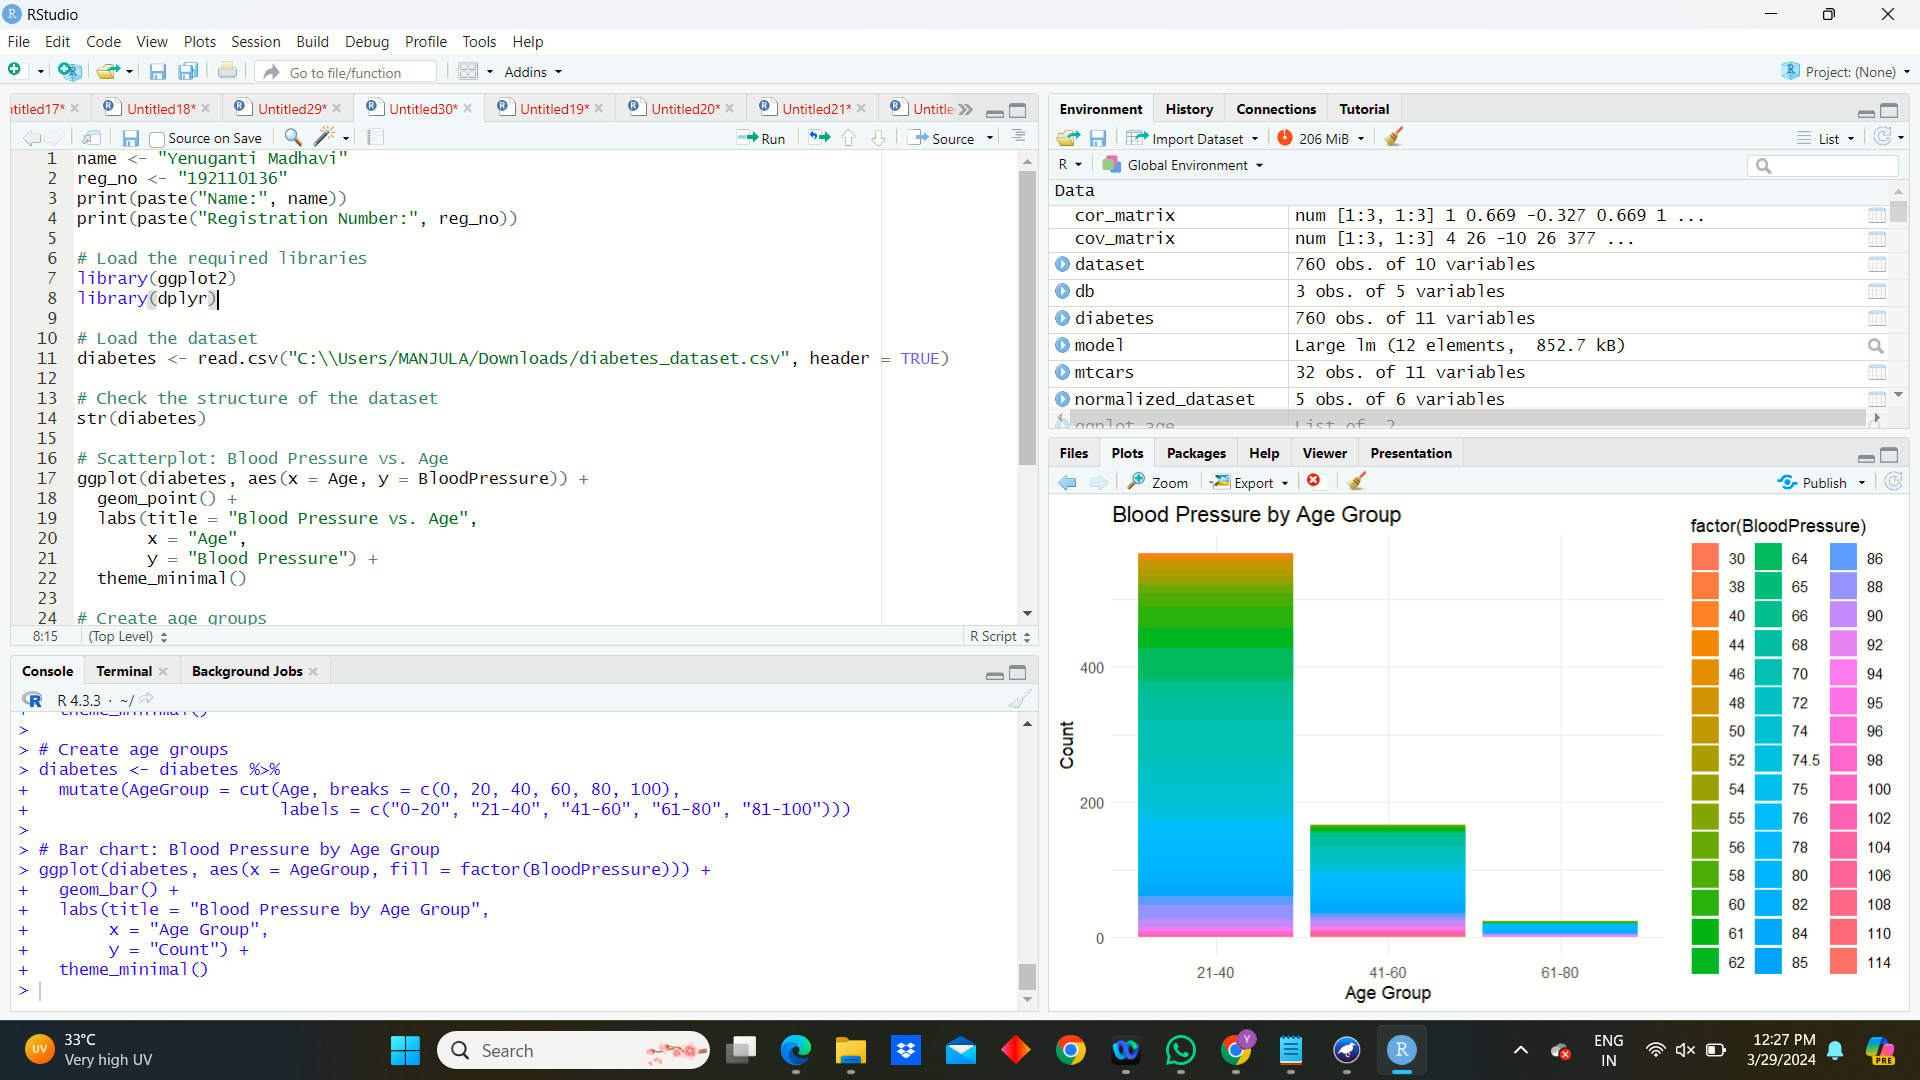 RStudio
File Edit Code View Plots Session Build Debug Profile Tools Help
Go to file/function Addins Project: (None)
ntitled17* Untitled18* Untitled29* Untitled30* Untitled19* Untitled20* Untitled21* Untitle
Source on Save Run Source
1 name <- "Yenuganti Madhavi"
2 reg_no <- "192110136"
3 print(paste("Name:", name))
4 print(paste("Registration Number:", reg_no))
5
6 # Load the required libraries
7 library(ggplot2)
8 library(dplyr)
9
10 # Load the dataset
11 diabetes <- read.csv("C:\\Users/MANJULA/Downloads/diabetes_dataset.csv", header = TRUE)
12
13 # Check the structure of the dataset
14 str(diabetes)
15
16 # Scatterplot: Blood Pressure vs. Age
17 ggplot(diabetes, aes(x = Age, y = BloodPressure)) +
18   geom_point() +
19   labs(title = "Blood Pressure vs. Age",
20        x = "Age",
21        y = "Blood Pressure") +
22   theme_minimal()
23
24 # Create age groups
8:15 (Top Level) R Script
Console Terminal Background Jobs
R 4.3.3 · ~/
+   theme_minimal()
>
> # Create age groups
> diabetes <- diabetes %>%
+   mutate(AgeGroup = cut(Age, breaks = c(0, 20, 40, 60, 80, 100),
+                         labels = c("0-20", "21-40", "41-60", "61-80", "81-100")))
>
> # Bar chart: Blood Pressure by Age Group
> ggplot(diabetes, aes(x = AgeGroup, fill = factor(BloodPressure))) +
+   geom_bar() +
+   labs(title = "Blood Pressure by Age Group",
+        x = "Age Group",
+        y = "Count") +
+   theme_minimal()
>
Environment History Connections Tutorial
Import Dataset 206 MiB List
R Global Environment
Data
cor_matrix num [1:3, 1:3] 1 0.669 -0.327 0.669 1 ...
cov_matrix num [1:3, 1:3] 4 26 -10 26 377 ...
dataset 760 obs. of 10 variables
db 3 obs. of 5 variables
diabetes 760 obs. of 11 variables
model Large lm (12 elements,  852.7 kB)
mtcars 32 obs. of 11 variables
normalized_dataset 5 obs. of 6 variables
Files Plots Packages Help Viewer Presentation
Zoom Export Publish
Blood Pressure by Age Group
Count
400
200
0
21-40 41-60 61-80
Age Group
factor(BloodPressure)
30 64 86
38 65 88
40 66 90
44 68 92
46 70 94
48 72 95
50 74 96
52 74.5 98
54 75 100
55 76 102
56 78 104
58 80 106
60 82 108
61 84 110
62 85 114
UV 33°C
Very high UV
Search
ENG
IN
12:27 PM
3/29/2024
PRE